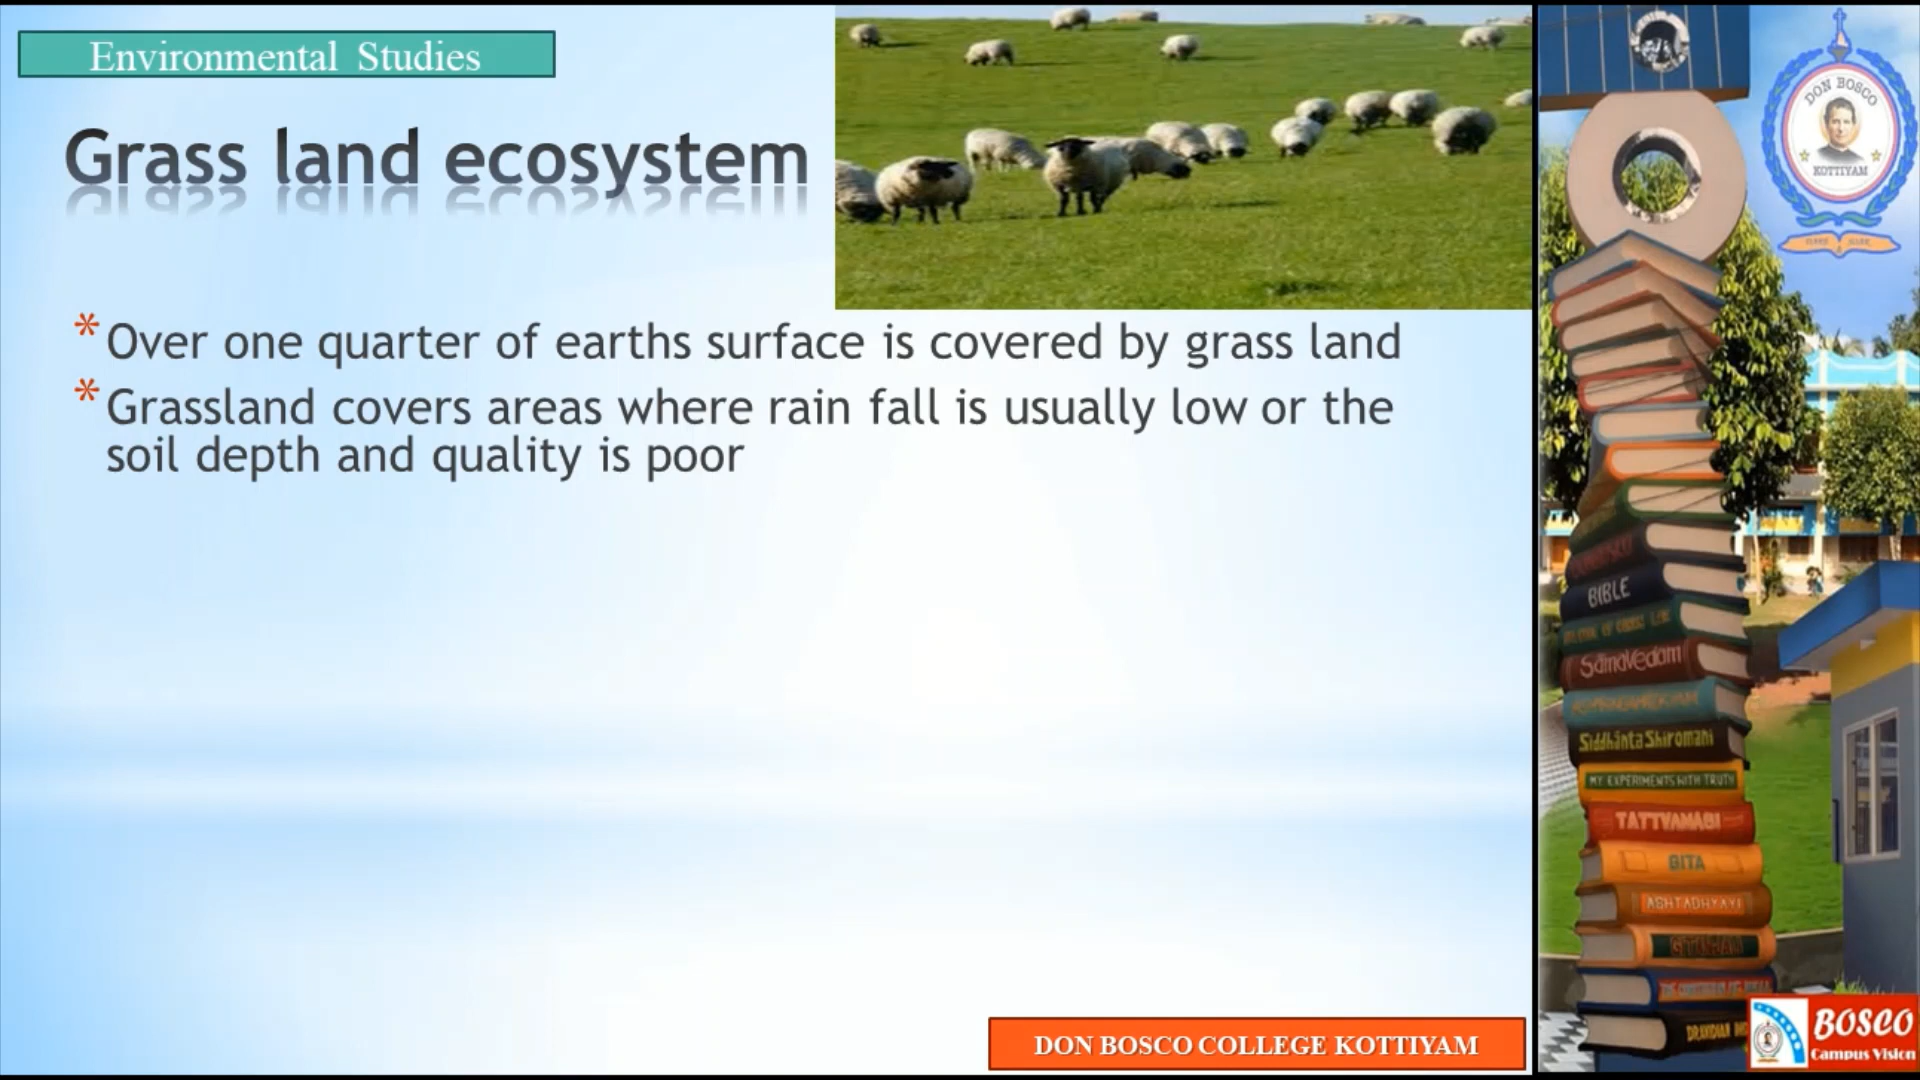 Environmental Studies
Grass land ecosystem
* Over one quarter of earths surface is covered by grass land
* Grassland covers areas where rain fall is usually low or the
soil depth and quality is poor
DON BOSCO COLLEGE KOTTIYAM
DON BOSCO
KOTTIYAM
BIBLE
SamaVedam
Siddhanta Shiromani
MY EXPERIMENTS WITH TRUTH
GITA
ASHTADHYAYI
BOSCO
Campus Vision